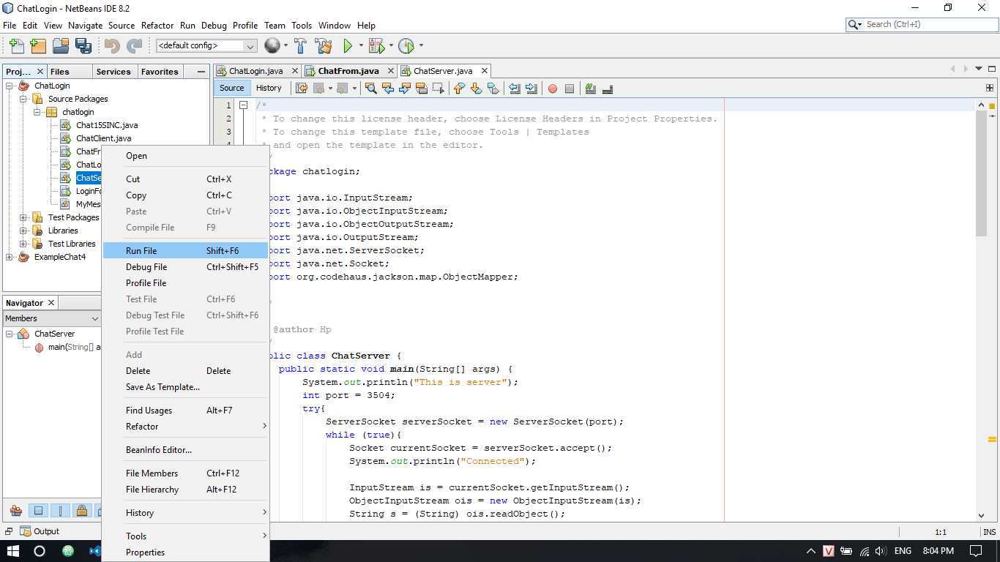 ChatLogin - NetBeans IDE 8.2
File Edit View Navigate Source Refactor Run Debug Profile Team Tools Window Help
Search (Ctrl+I)
<default config>
Proj... Files Services Favorites
ChatLogin
Source Packages
chatlogin
Chat15SINC.java
ChatClient.java
ChatFr
ChatLo
ChatSe
LoginFo
MyMes
Test Packages
Libraries
Test Libraries
ExampleChat4
Navigator
Members
ChatServer
main(String[] a
Output
Open
Cut Ctrl+X
Copy Ctrl+C
Paste Ctrl+V
Compile File F9
Run File Shift+F6
Debug File Ctrl+Shift+F5
Profile File
Test File Ctrl+F6
Debug Test File Ctrl+Shift+F6
Profile Test File
Add
Delete Delete
Save As Template...
Find Usages Alt+F7
Refactor
BeanInfo Editor...
File Members Ctrl+F12
File Hierarchy Alt+F12
History
Tools
Properties
ChatLogin.java ChatFrom.java ChatServer.java
Source History
1 /*
2 * To change this license header, choose License Headers in Project Properties.
3 * To change this template file, choose Tools | Templates
4 * and open the template in the editor.
/
ckage chatlogin;
port java.io.InputStream;
port java.io.ObjectInputStream;
port java.io.ObjectOutputStream;
port java.io.OutputStream;
port java.net.ServerSocket;
port java.net.Socket;
port org.codehaus.jackson.map.ObjectMapper;
*
@author Hp
/
blic class ChatServer {
public static void main(String[] args) {
System.out.println("This is server");
int port = 3504;
try{
ServerSocket serverSocket = new ServerSocket(port);
while (true){
Socket currentSocket = serverSocket.accept();
System.out.println("Connected");
InputStream is = currentSocket.getInputStream();
ObjectInputStream ois = new ObjectInputStream(is);
String s = (String) ois.readObject();
1:1 INS
V ENG 8:04 PM